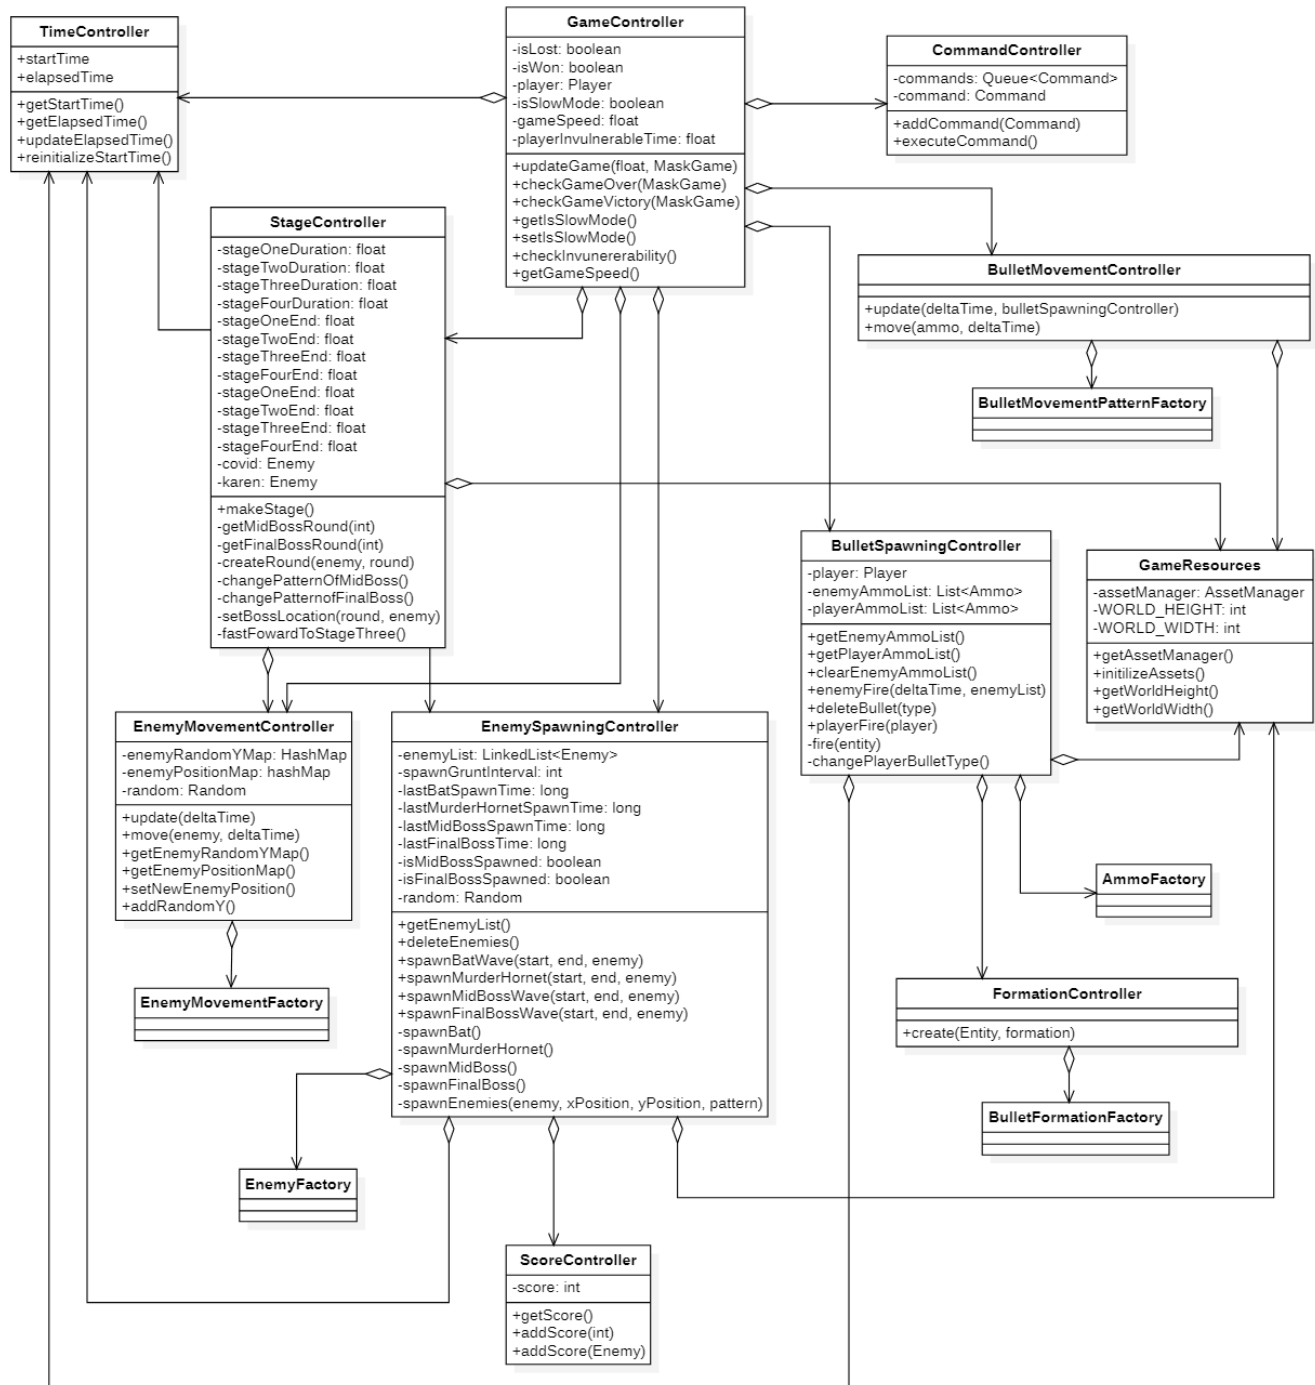 TimeController
+startTime
+elapsedTime
+getStartTime()
+getElapsedTime()
+updateElapsedTime()
+reinitializeStartTime()
GameController
-isLost: boolean
-isWon: boolean
-player: Player
-isSlowMode: boolean
-gameSpeed: float
-playerInvulnerableTime: float
+updateGame(float, MaskGame)
+checkGameOver(MaskGame)
+checkGameVictory(MaskGame)
+getIsSlowMode()
+setIsSlowMode()
+checkInvunererability()
+getGameSpeed()
CommandController
-commands: Queue<Command>
-command: Command
+addCommand(Command)
+executeCommand()
StageController
-stageOneDuration: float
-stageTwoDuration: float
-stageThreeDuration: float
-stageFourDuration: float
-stageOneEnd: float
-stageTwoEnd: float
-stageThreeEnd: float
-stageFourEnd: float
-stageOneEnd: float
-stageTwoEnd: float
-stageThreeEnd: float
-stageFourEnd: float
-covid: Enemy
-karen: Enemy
+makeStage()
-getMidBossRound(int)
-getFinalBossRound(int)
-createRound(enemy, round)
-changePatternOfMidBoss()
-changePatternofFinalBoss()
-setBossLocation(round, enemy)
-fastFowardToStageThree()
BulletMovementController
+update(deltaTime, bulletSpawningController)
+move(ammo, deltaTime)
BulletMovementPatternFactory
BulletSpawningController
-player: Player
-enemyAmmoList: List<Ammo>
-playerAmmoList: List<Ammo>
+getEnemyAmmoList()
+getPlayerAmmoList()
+clearEnemyAmmoList()
+enemyFire(deltaTime, enemyList)
+deleteBullet(type)
+playerFire(player)
-fire(entity)
-changePlayerBulletType()
GameResources
-assetManager: AssetManager
-WORLD_HEIGHT: int
-WORLD_WIDTH: int
+getAssetManager()
+initilizeAssets()
+getWorldHeight()
+getWorldWidth()
EnemyMovementController
-enemyRandomYMap: HashMap
-enemyPositionMap: hashMap
-random: Random
+update(deltaTime)
+move(enemy, deltaTime)
+getEnemyRandomYMap()
+getEnemyPositionMap()
+setNewEnemyPosition()
+addRandomY()
EnemySpawningController
-enemyList: LinkedList<Enemy>
-spawnGruntInterval: int
-lastBatSpawnTime: long
-lastMurderHornetSpawnTime: long
-lastMidBossSpawnTime: long
-lastFinalBossTime: long
-isMidBossSpawned: boolean
-isFinalBossSpawned: boolean
-random: Random
+getEnemyList()
+deleteEnemies()
+spawnBatWave(start, end, enemy)
+spawnMurderHornet(start, end, enemy)
+spawnMidBossWave(start, end, enemy)
+spawnFinalBossWave(start, end, enemy)
-spawnBat()
-spawnMurderHornet()
-spawnMidBoss()
-spawnFinalBoss()
-spawnEnemies(enemy, xPosition, yPosition, pattern)
AmmoFactory
EnemyMovementFactory
FormationController
+create(Entity, formation)
BulletFormationFactory
EnemyFactory
ScoreController
-score: int
+getScore()
+addScore(int)
+addScore(Enemy)